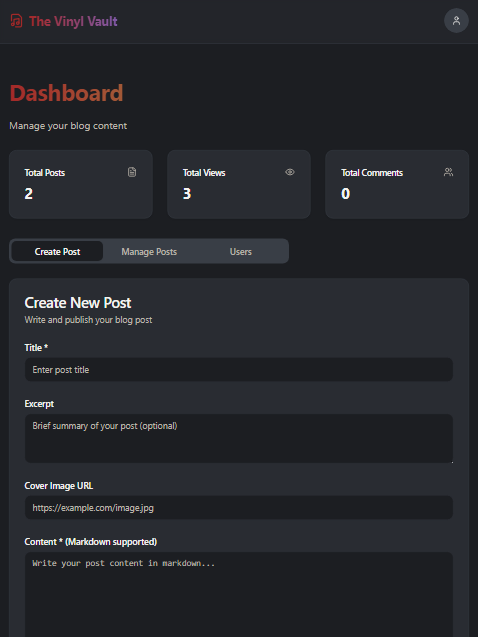 The Vinyl Vault
Dashboard
Manage your blog content
Total Posts
2
Total Views
3
Total Comments
0
Create Post
Manage Posts
Users
Create New Post
Write and publish your blog post
Title *
Enter post title
Excerpt
Brief summary of your post (optional)
Cover Image URL
https://example.com/image.jpg
Content * (Markdown supported)
Write your post content in markdown...